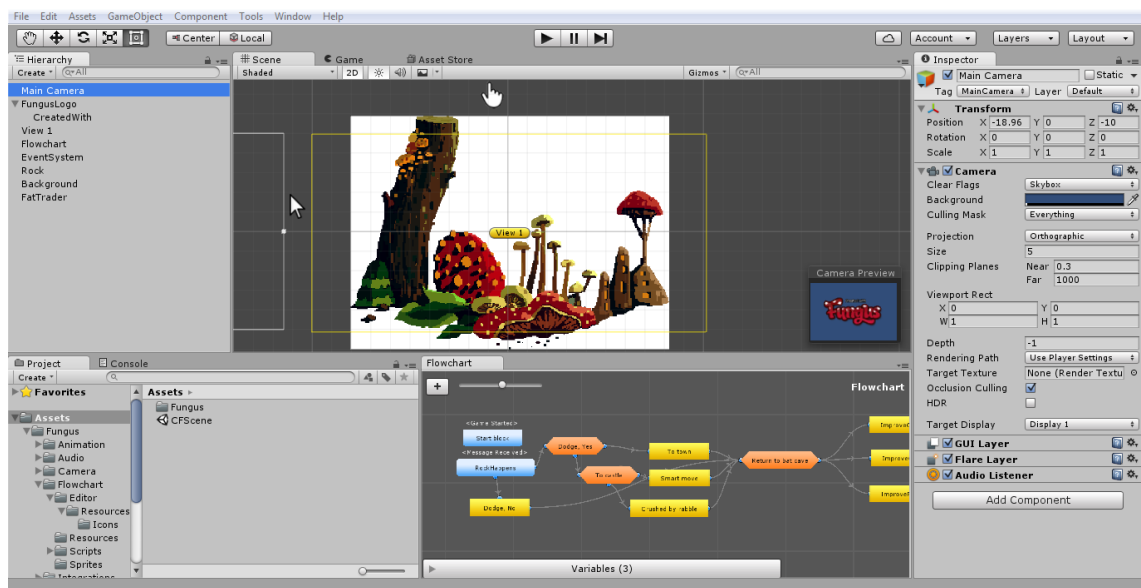 File Edit Assets GameObject Component Tools Window Help
Center Local
Account Layers Layout
Hierarchy
Create All
Main Camera
FungusLogo
CreatedWith
View 1
Flowchart
EventSystem
Rock
Background
FatTrader
Scene Game Asset Store
Shaded 2D Gizmos All
View 1
Camera Preview
Fungus
Inspector
Main Camera Static
Tag MainCamera Layer Default
Transform
Position X -18.96 Y 0 Z -10
Rotation X 0 Y 0 Z 0
Scale X 1 Y 1 Z 1
Camera
Clear Flags Skybox
Background
Culling Mask Everything
Projection Orthographic
Size 5
Clipping Planes Near 0.3
Far 1000
Viewport Rect
X 0 Y 0
W 1 H 1
Depth -1
Rendering Path Use Player Settings
Target Texture None (Render Textu
Occlusion Culling
HDR
Target Display Display 1
GUI Layer
Flare Layer
Audio Listener
Add Component
Project Console
Create
Favorites
Assets
Fungus
Animation
Audio
Camera
Flowchart
Editor
Resources
Icons
Resources
Scripts
Sprites
Integrations
Assets
Fungus
CFScene
Flowchart
Flowchart
<Game Started>
Start block
<Message Received>
RockHappens
Dodge, No
Dodge, Yes
To town
Smart move
Crushed by rabble
Return to bat cave
Variables (3)